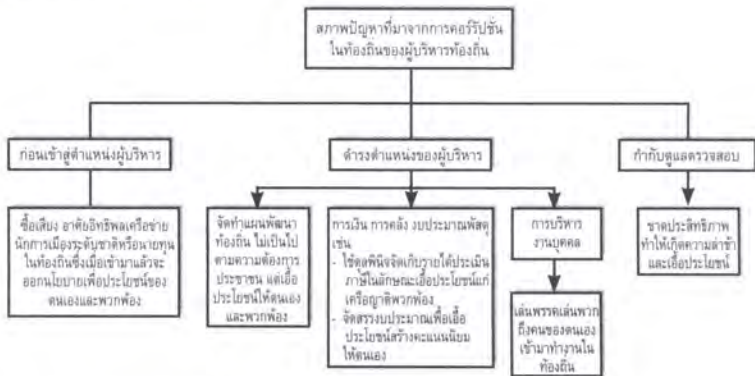 สภาพปัญหาที่มาจากการคอร์รัปชั่น
ในท้องถิ่นของผู้บริหารท้องถิ่น
ก่อนเข้าสู่ตำแหน่งผู้บริหาร
ดำรงตำแหน่งของผู้บริหาร
กำกับดูแลตรวจสอบ
ซื้อเสียง อาศัยอิทธิพลเครือข่าย
นักการเมืองระดับชาติหรือนายทุน
ในท้องถิ่นซึ่งเมื่อเข้ามาแล้วจะ
ออกนโยบายเพื่อประโยชน์ของ
ตนเองและพวกพ้อง
จัดทำแผนพัฒนา
ท้องถิ่น ไม่เป็นไป
ตามความต้องการ
ประชาชน แต่เอื้อ
ประโยชน์ให้ตนเอง
และพวกพ้อง
การเงิน การคลัง งบประมาณพัสดุ
เช่น
- ใช้ดุลพินิจจัดเก็บรายได้ประเมิน
ภาษีในลักษณะเอื้อประโยชน์แก่
เครือญาติพวกพ้อง
- จัดสรรงบประมาณเพื่อเอื้อ
ประโยชน์สร้างคะแนนนิยม
ให้ตนเอง
การบริหาร
งานบุคคล
เล่นพรรคเล่นพวก
ถึงคนของตนเอง
เข้ามาทำงานใน
ท้องถิ่น
ขาดประสิทธิภาพ
ทำให้เกิดความล่าช้า
และเอื้อประโยชน์